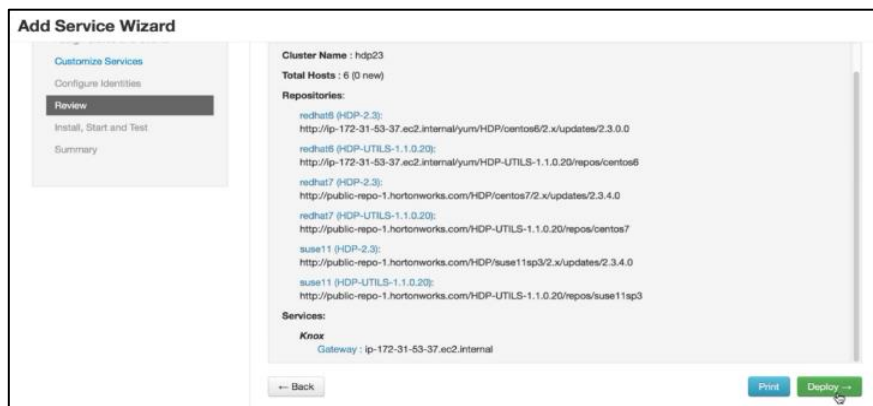 Add Service Wizard
Customize Services
Configure Identities
Review
Install, Start and Test
Summary
Cluster Name : hdp23
Total Hosts : 6 (0 new)
Repositories:
redhat6 (HDP-2.3):
http://ip-172-31-53-37.ec2.internal/yum/HDP/centos6/2.x/updates/2.3.0.0
redhat6 (HDP-UTILS-1.1.0.20):
http://ip-172-31-53-37.ec2.internal/yum/HDP-UTILS-1.1.0.20/repos/centos6
redhat7 (HDP-2.3):
http://public-repo-1.hortonworks.com/HDP/centos7/2.x/updates/2.3.4.0
redhat7 (HDP-UTILS-1.1.0.20):
http://public-repo-1.hortonworks.com/HDP-UTILS-1.1.0.20/repos/centos7
suse11 (HDP-2.3):
http://public-repo-1.hortonworks.com/HDP/suse11sp3/2.x/updates/2.3.4.0
suse11 (HDP-UTILS-1.1.0.20):
http://public-repo-1.hortonworks.com/HDP-UTILS-1.1.0.20/repos/suse11sp3
Services:
Knox
Gateway : ip-172-31-53-37.ec2.internal
← Back
Print
Deploy →